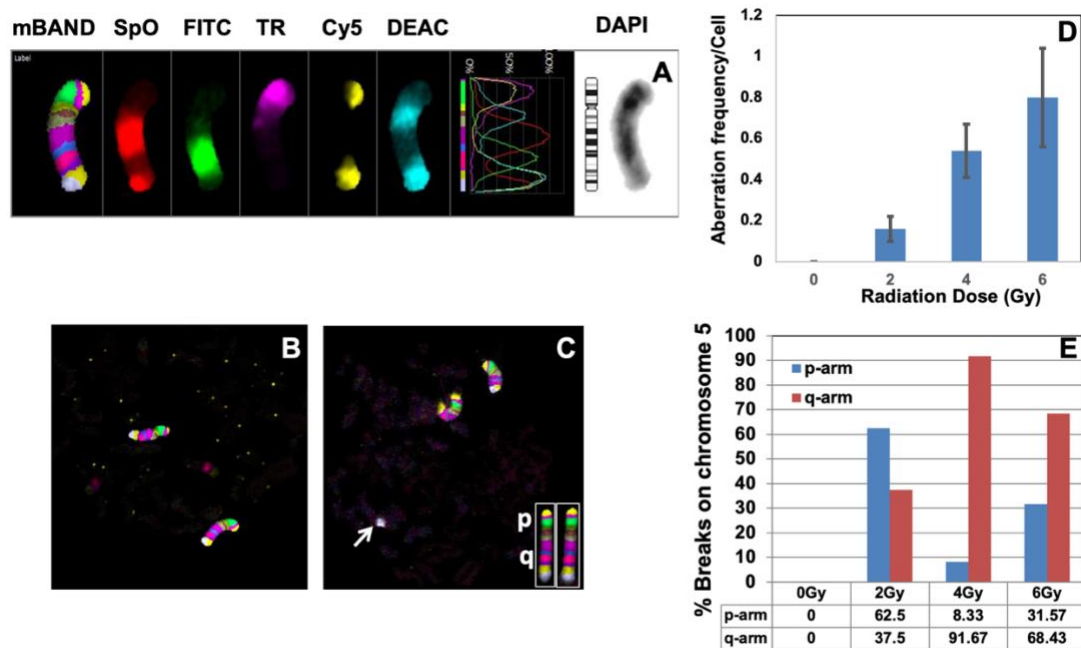 mBAND SpO FITC TR Cy5 DEAC DAPI
Label
0% 50% 100%
A
B
C
p
q
D
Aberration frequency/Cell
1.2
1
0.8
0.6
0.4
0.2
0
0 2 4 6
Radiation Dose (Gy)
E
% Breaks on chromosome 5
100
90
80
70
60
50
40
30
20
10
0
p-arm
q-arm
0Gy 2Gy 4Gy 6Gy
p-arm 0 62.5 8.33 31.57
q-arm 0 37.5 91.67 68.43